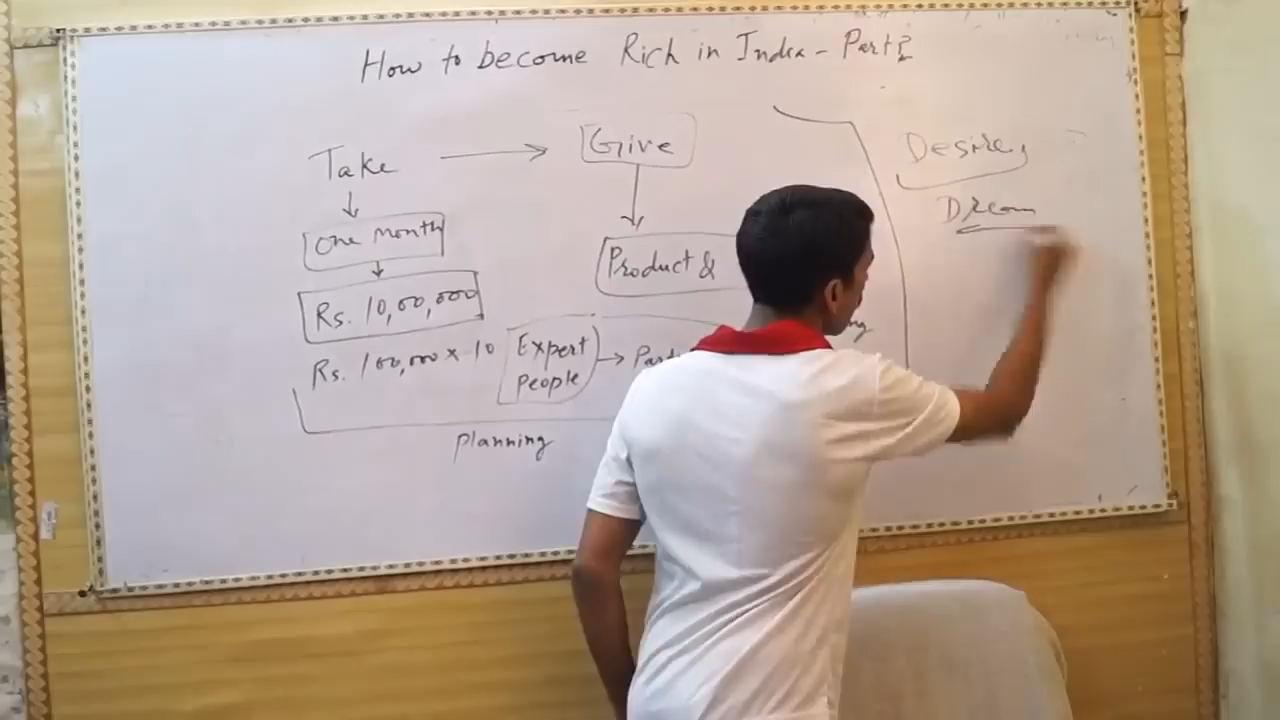 How to become Rich in India - Part 2
Take → Give
↓
One month
↓
Rs. 10,00,000
Rs. 100,000 x 10
Product &
Expert
People →
planning
Desire,
Dream